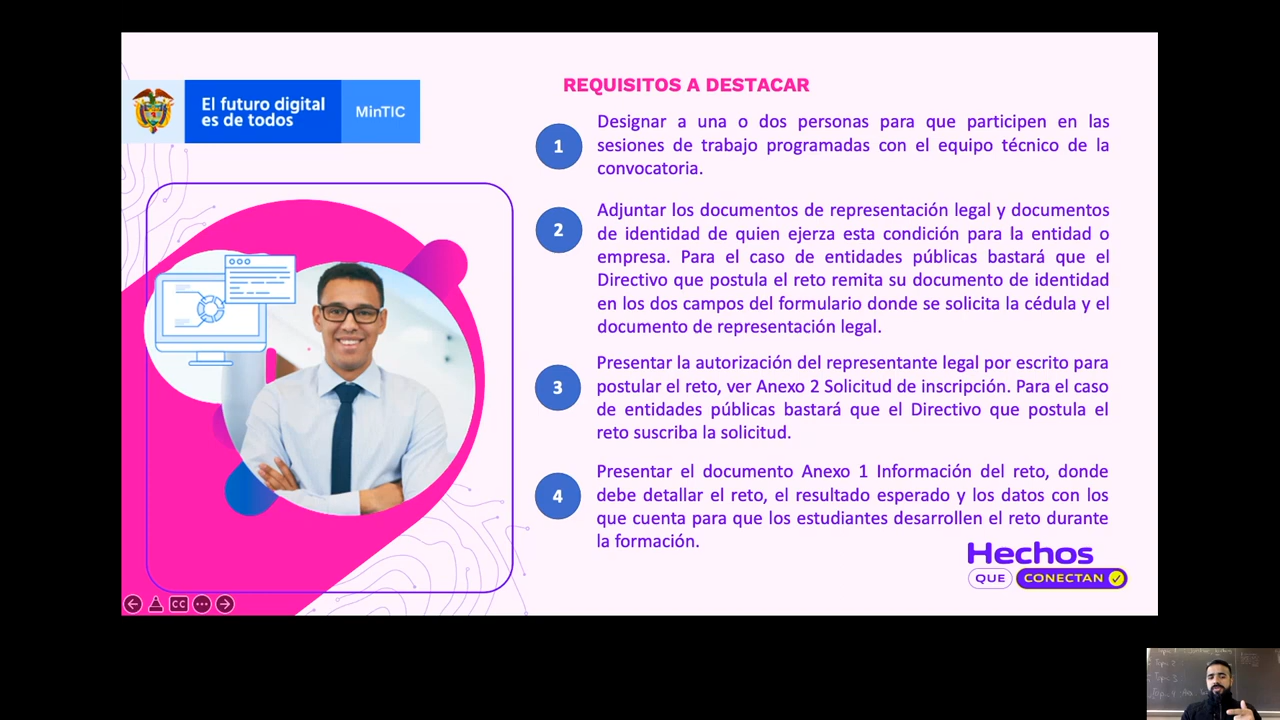 El futuro digital
es de todos
MinTIC
REQUISITOS A DESTACAR
1
Designar a una o dos personas para que participen en las
sesiones de trabajo programadas con el equipo técnico de la
convocatoria.
2
Adjuntar los documentos de representación legal y documentos
de identidad de quien ejerza esta condición para la entidad o
empresa. Para el caso de entidades públicas bastará que el
Directivo que postula el reto remita su documento de identidad
en los dos campos del formulario donde se solicita la cédula y el
documento de representación legal.
3
Presentar la autorización del representante legal por escrito para
postular el reto, ver Anexo 2 Solicitud de inscripción. Para el caso
de entidades públicas bastará que el Directivo que postula el
reto suscriba la solicitud.
4
Presentar el documento Anexo 1 Información del reto, donde
debe detallar el reto, el resultado esperado y los datos con los
que cuenta para que los estudiantes desarrollen el reto durante
la formación.
Hechos
QUE CONECTAN
CC
Topic 2
Topic 3